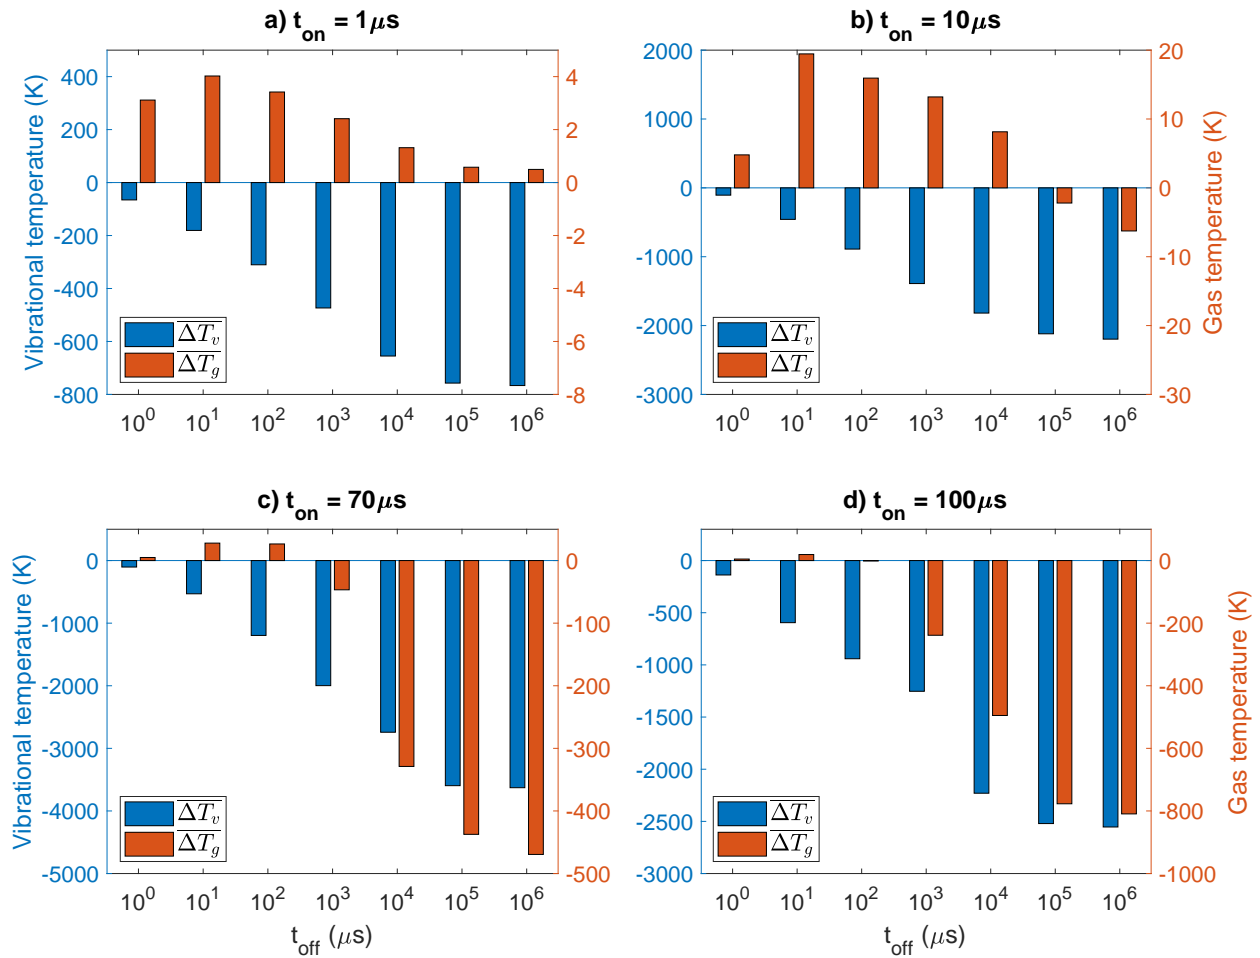 a) t_on = 1μs
Vibrational temperature (K)
400
200
0
-200
-400
-600
-800
4
2
0
-2
-4
-6
-8
10^0 10^1 10^2 10^3 10^4 10^5 10^6
ΔT_v
ΔT_g
b) t_on = 10μs
2000
1000
0
-1000
-2000
-3000
20
10
0
-10
-20
-30
Gas temperature (K)
10^0 10^1 10^2 10^3 10^4 10^5 10^6
ΔT_v
ΔT_g
c) t_on = 70μs
Vibrational temperature (K)
0
-1000
-2000
-3000
-4000
-5000
0
-100
-200
-300
-400
-500
10^0 10^1 10^2 10^3 10^4 10^5 10^6
t_off (μs)
ΔT_v
ΔT_g
d) t_on = 100μs
0
-500
-1000
-1500
-2000
-2500
-3000
0
-200
-400
-600
-800
-1000
Gas temperature (K)
10^0 10^1 10^2 10^3 10^4 10^5 10^6
t_off (μs)
ΔT_v
ΔT_g